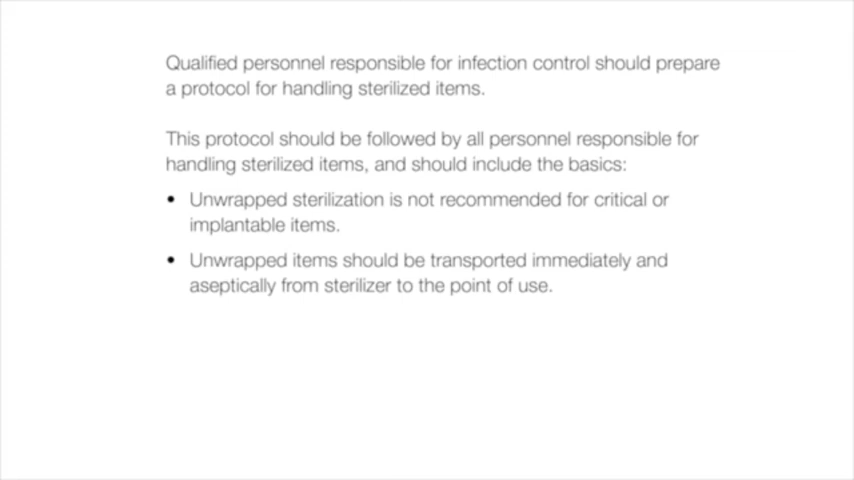 Qualified personnel responsible for infection control should prepare
a protocol for handling sterilized items.
This protocol should be followed by all personnel responsible for
handling sterilized items, and should include the basics:
• Unwrapped sterilization is not recommended for critical or
implantable items.
• Unwrapped items should be transported immediately and
aseptically from sterilizer to the point of use.